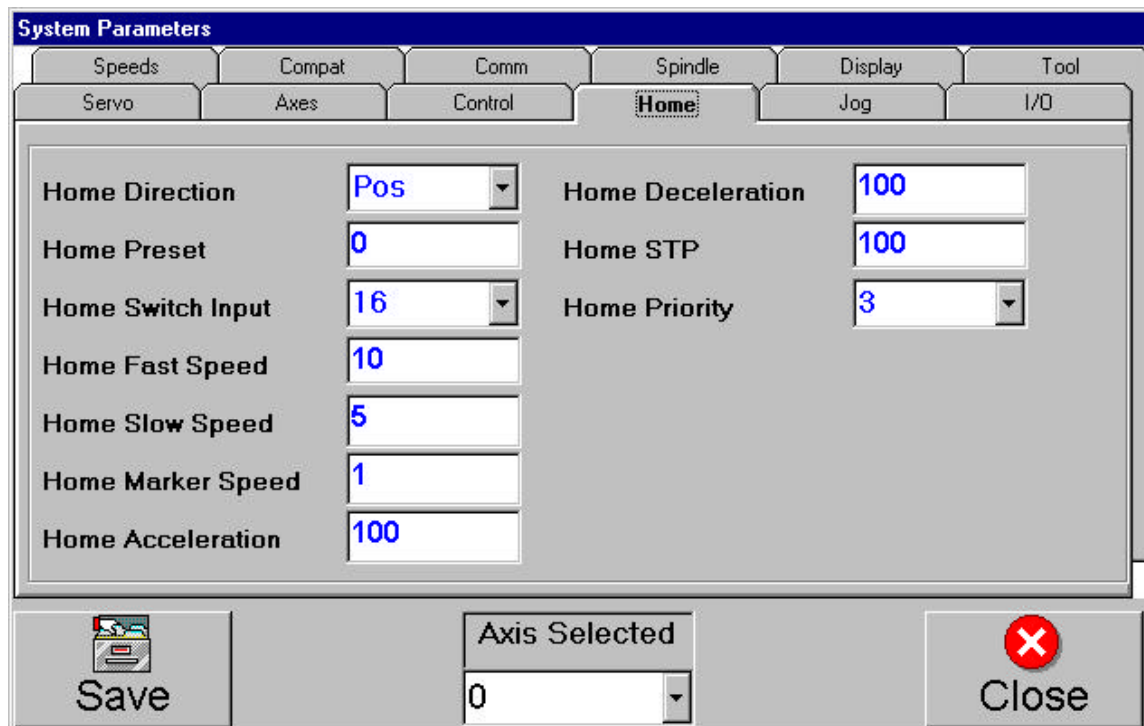 System Parameters
Speeds Compat Comm Spindle Display Tool
Servo Axes Control Home Jog I/O
Home Direction Pos Home Deceleration 100
Home Preset 0 Home STP 100
Home Switch Input 16 Home Priority 3
Home Fast Speed 10
Home Slow Speed 5
Home Marker Speed 1
Home Acceleration 100
Save Axis Selected 0 Close